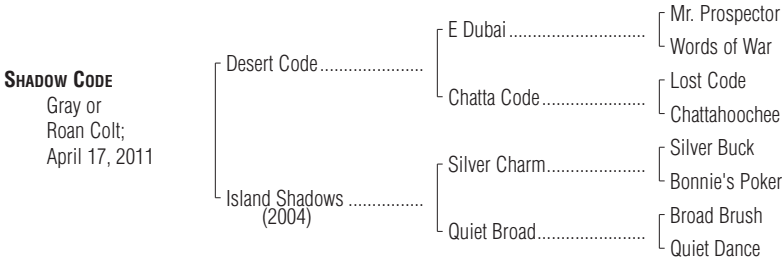 SHADOW CODE
Gray or
Roan Colt;
April 17, 2011
Desert Code.....................
Island Shadows ................
(2004)
E Dubai ............................
Chatta Code.....................
Silver Charm....................
Quiet Broad......................
Mr. Prospector
Words of War
Lost Code
Chattahoochee
Silver Buck
Bonnie's Poker
Broad Brush
Quiet Dance